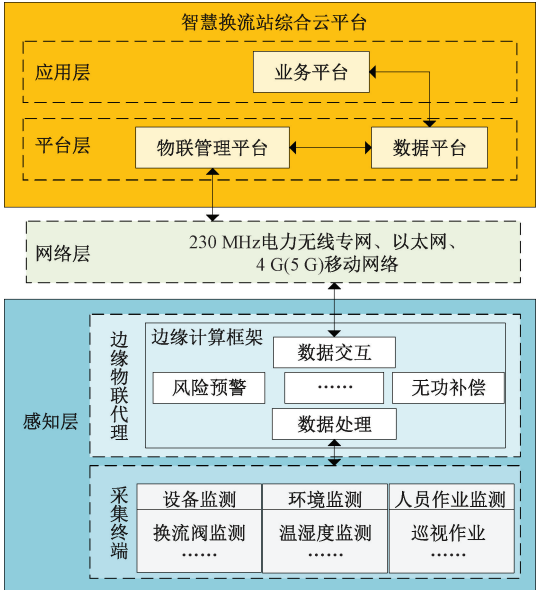 智慧换流站综合云平台
应用层
业务平台
平台层
物联管理平台
数据平台
网络层
230 MHz电力无线专网、以太网、
4 G(5 G)移动网络
感知层
边缘物联代理
边缘计算框架
数据交互
风险预警
……
无功补偿
数据处理
采集终端
设备监测
环境监测
人员作业监测
换流阀监测
温湿度监测
巡视作业
……
……
……